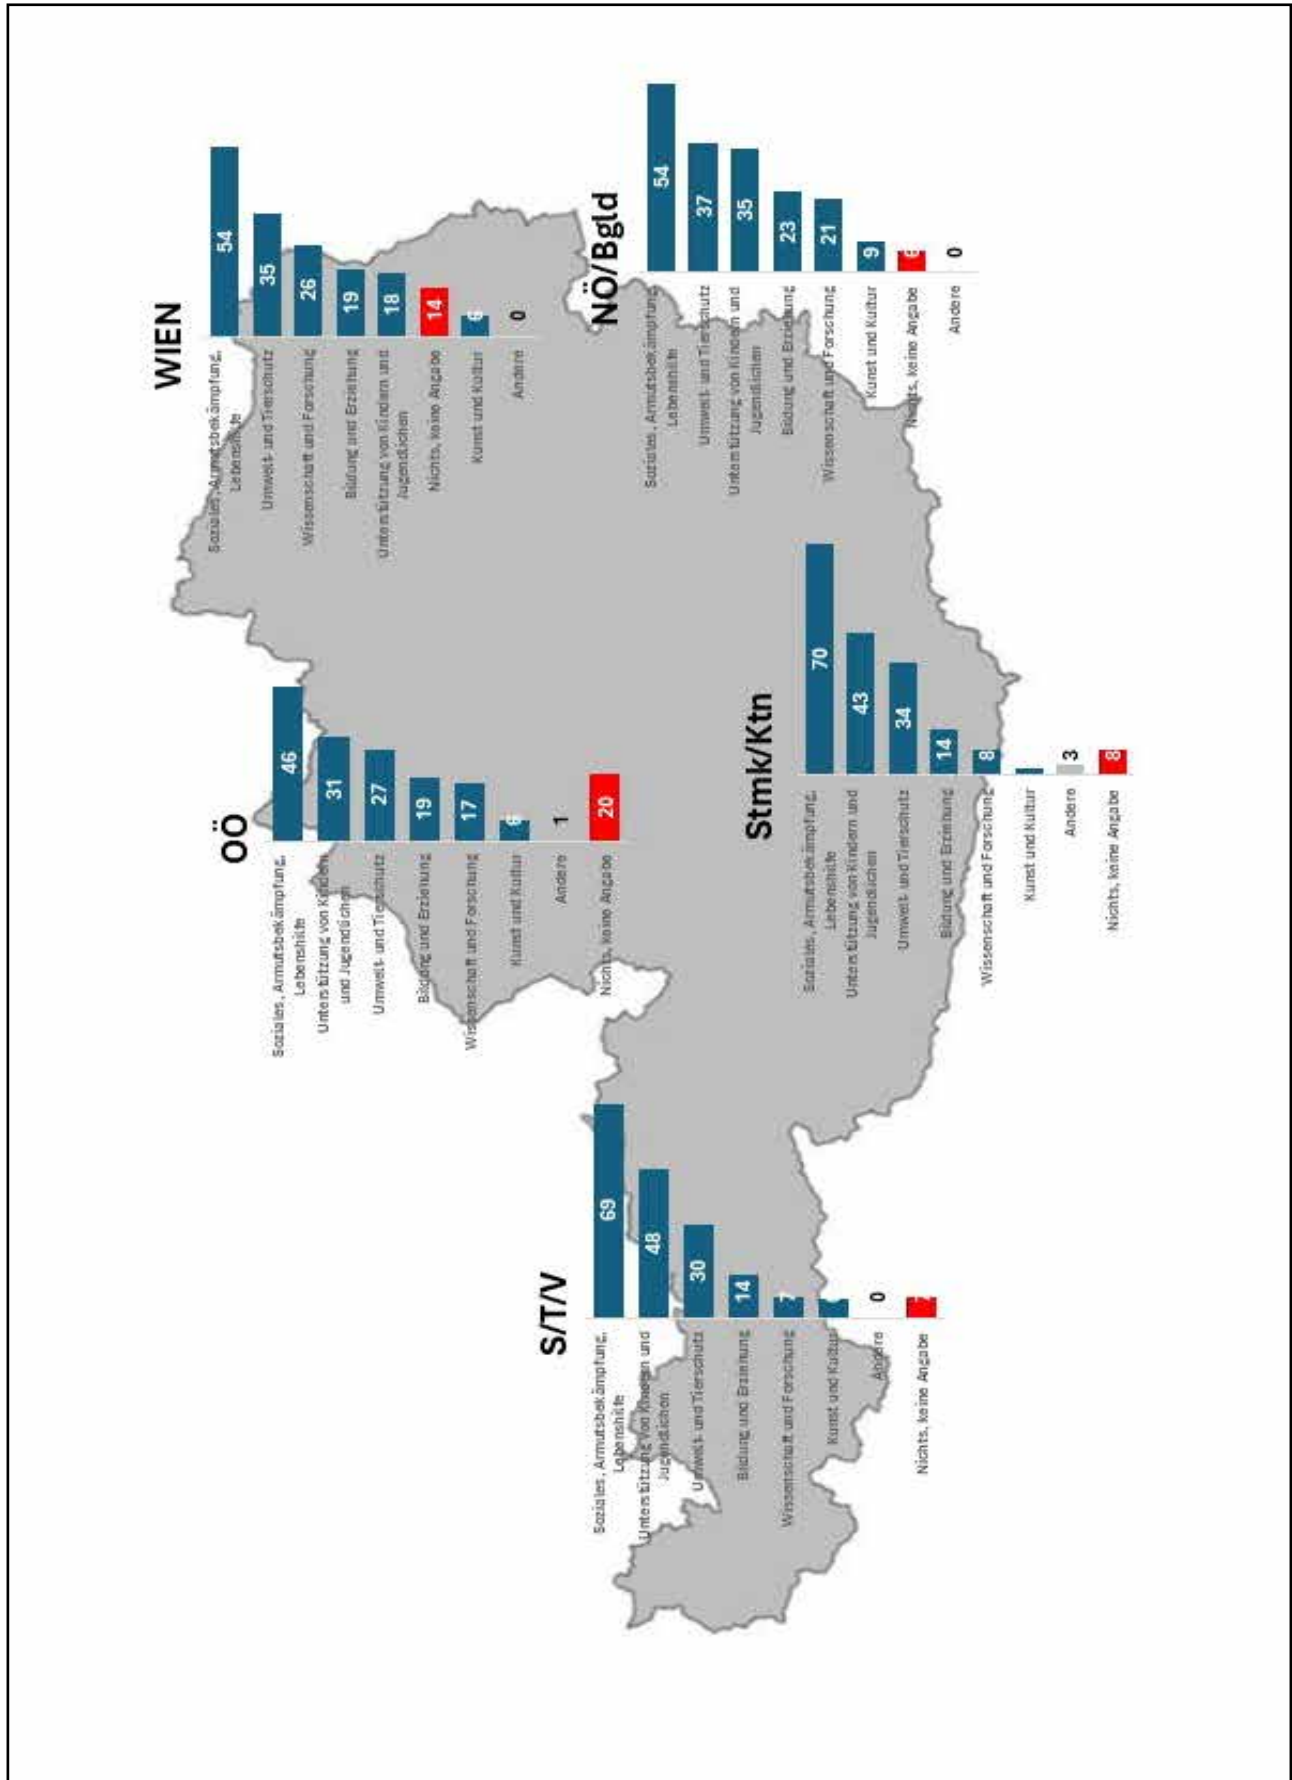 WIEN
Soziales, Armutsbekämpfung,
Lebenshilfe
54
Umwelt- und Tierschutz
35
Wissenschaft und Forschung
26
Bildung und Erziehung
19
Unterstützung von Kindern und
Jugendlichen
18
Nichts, keine Angabe
14
Kunst und Kultur
6
Andere
0
OÖ
Soziales, Armutsbekämpfung,
Lebenshilfe
46
Unterstützung von Kindern
und Jugendlichen
31
Umwelt- und Tierschutz
27
Bildung und Erziehung
19
Wissenschaft und Forschung
17
Kunst und Kultur
6
Andere
1
Nichts, keine Angabe
20
NÖ/Bgld
Soziales, Armutsbekämpfung,
Lebenshilfe
54
Umwelt- und Tierschutz
37
Unterstützung von Kindern und
Jugendlichen
35
Bildung und Erziehung
23
Wissenschaft und Forschung
21
Kunst und Kultur
9
Nichts, keine Angabe
6
Andere
0
S/T/V
Soziales, Armutsbekämpfung,
Lebenshilfe
69
Unterstützung von Kindern und
Jugendlichen
48
Umwelt- und Tierschutz
30
Bildung und Erziehung
14
Wissenschaft und Forschung
7
Kunst und Kultur
Andere
0
Nichts, keine Angabe
7
Stmk/Ktn
Soziales, Armutsbekämpfung,
Lebenshilfe
70
Unterstützung von Kindern und
Jugendlichen
43
Umwelt- und Tierschutz
34
Bildung und Erziehung
14
Wissenschaft und Forschung
8
Kunst und Kultur
Andere
3
Nichts, keine Angabe
8